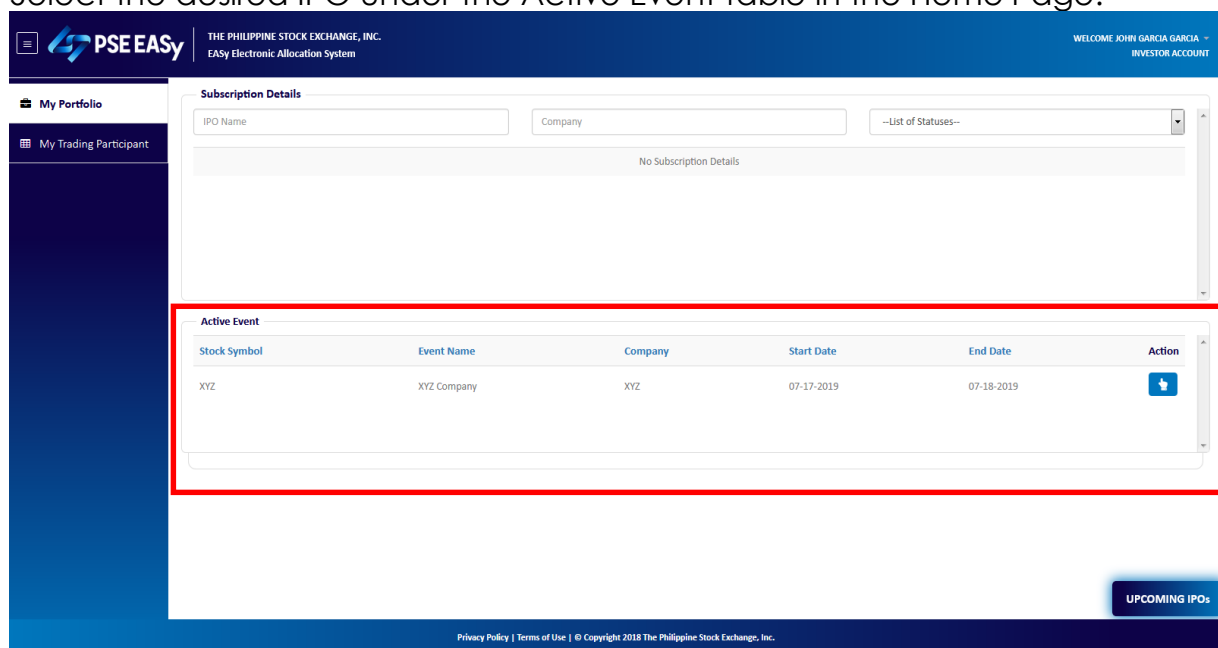 Select the desired IPO under the Active Event table in the Home Page.
PSE EASy
THE PHILIPPINE STOCK EXCHANGE, INC.
EASy Electronic Allocation System
WELCOME JOHN GARCIA GARCIA
INVESTOR ACCOUNT
My Portfolio
My Trading Participant
Subscription Details
IPO Name Company --List of Statuses--
No Subscription Details
Active Event
Stock Symbol Event Name Company Start Date End Date Action
XYZ XYZ Company XYZ 07-17-2019 07-18-2019
UPCOMING IPOs
Privacy Policy | Terms of Use | © Copyright 2018 The Philippine Stock Exchange, Inc.